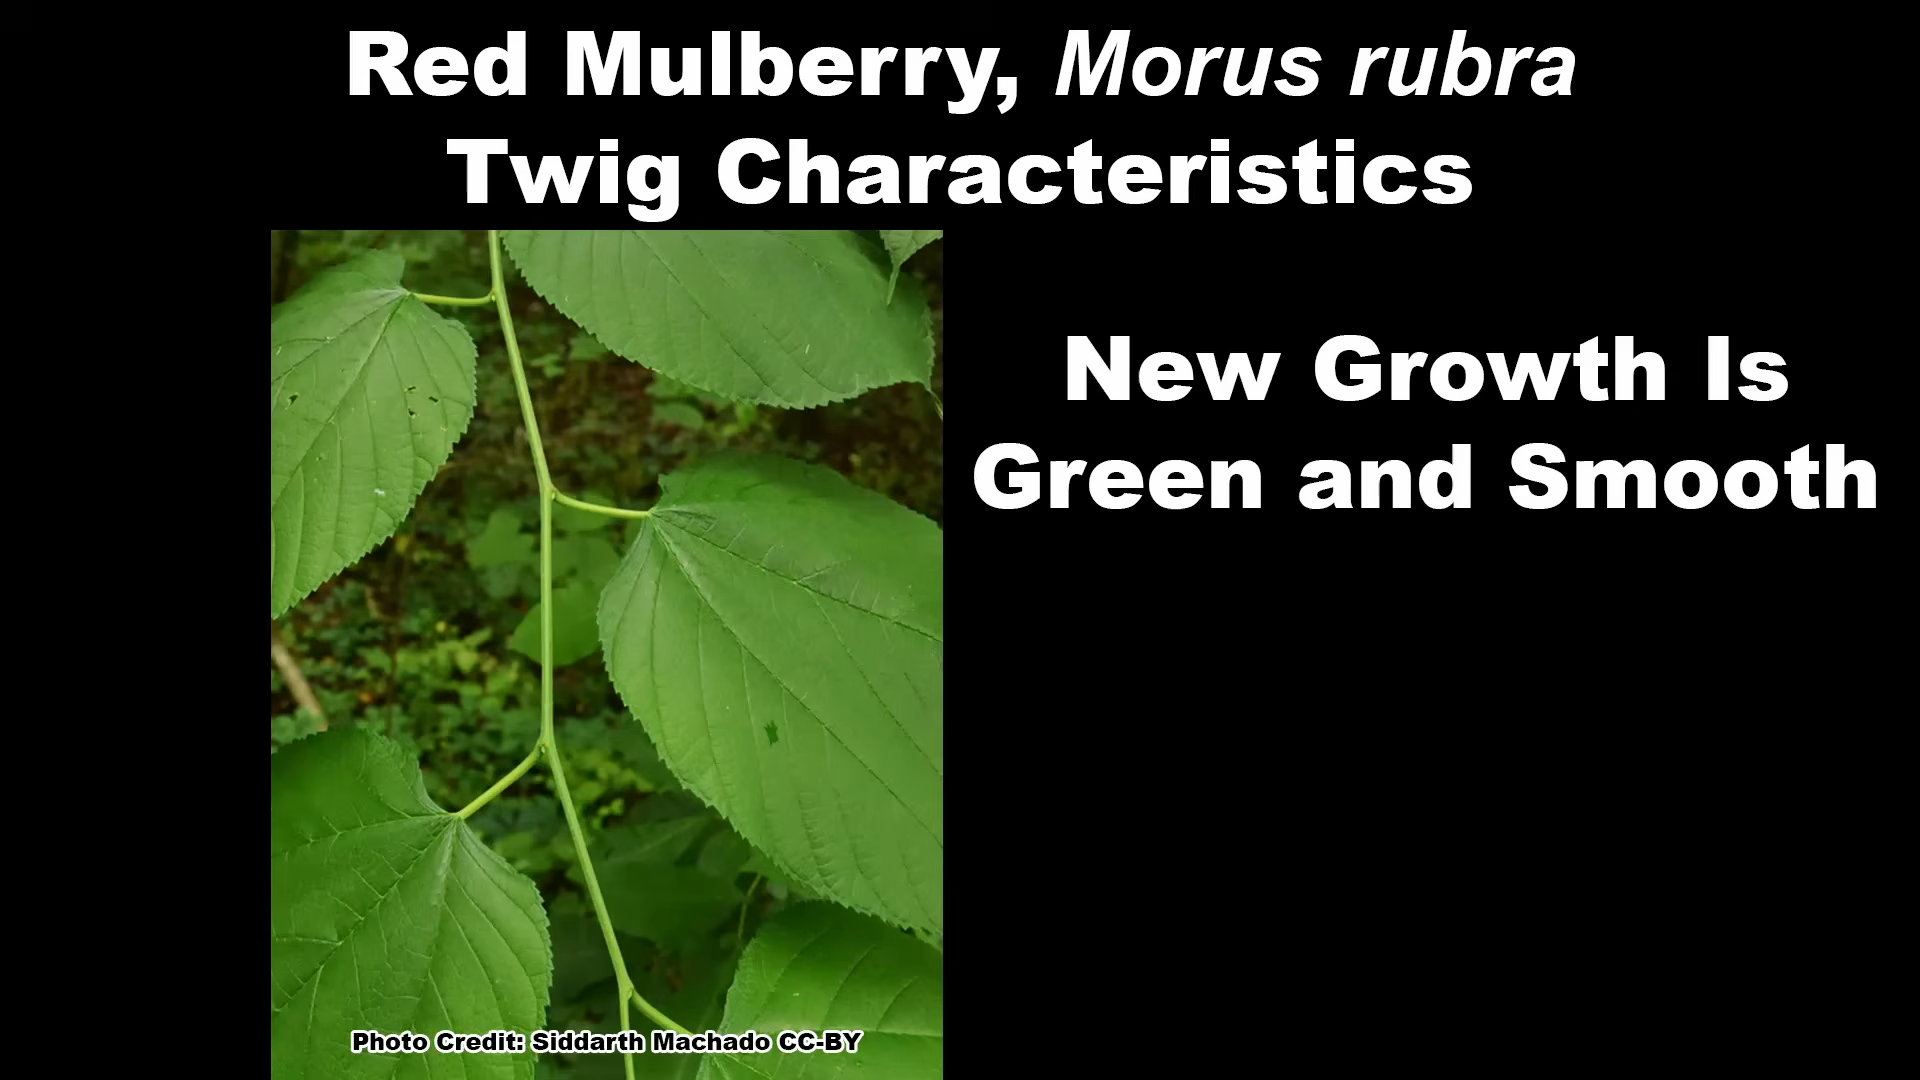 Red Mulberry, Morus rubra
Twig Characteristics
New Growth Is
Green and Smooth
Photo Credit: Siddarth Machado CC-BY